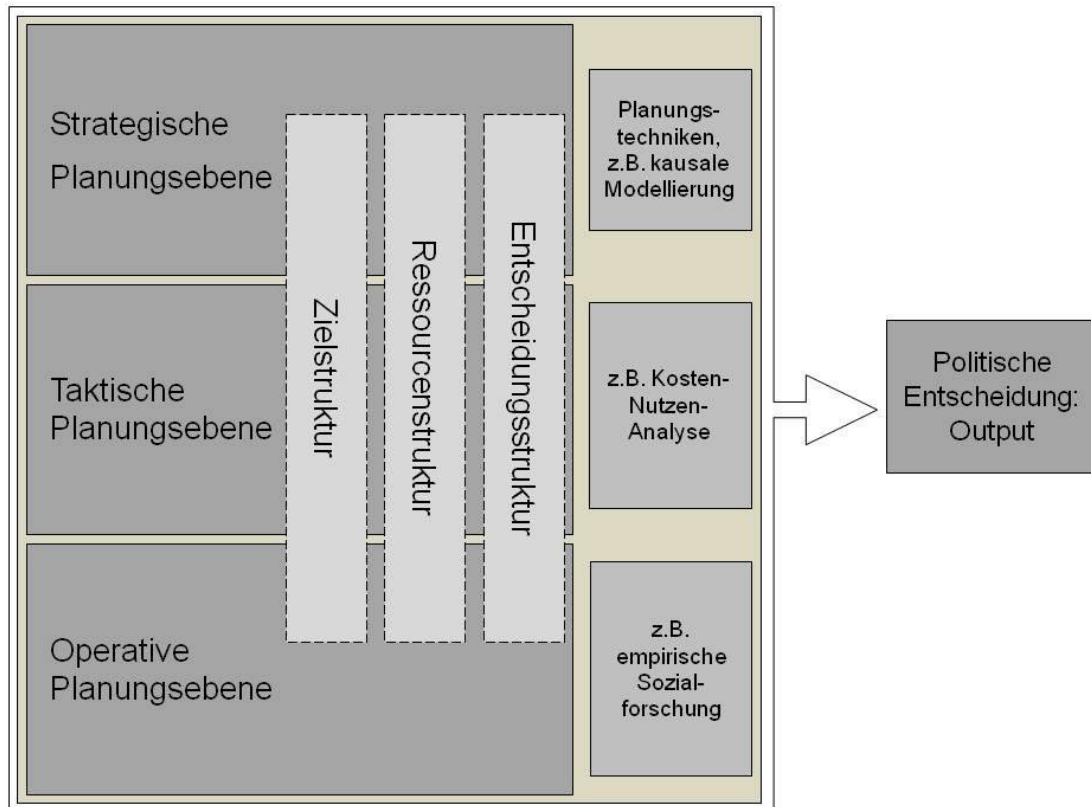 Strategische
Planungsebene
Planungs-
techniken,
z.B. kausale
Modellierung
Zielstruktur
Ressourcenstruktur
Entscheidungsstruktur
Taktische
Planungsebene
z.B. Kosten-
Nutzen-
Analyse
Operative
Planungsebene
z.B.
empirische
Sozial-
forschung
Politische
Entscheidung:
Output